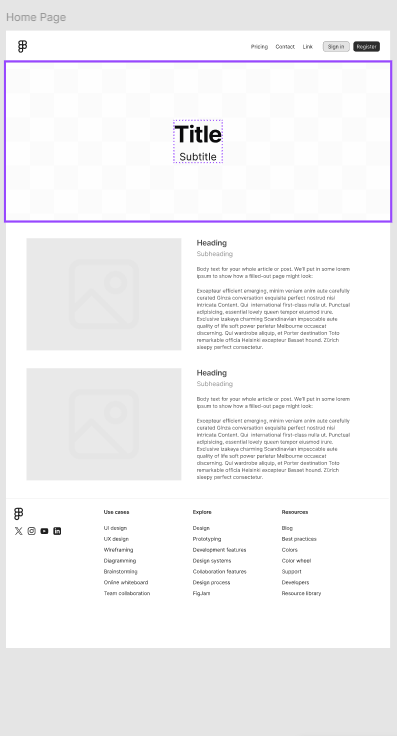 Home Page
Pricing Contact Link Sign in Register
Title
Subtitle
Heading
Subheading
Body text for your whole article or post. We'll put in some lorem
ipsum to show how a filled-out page might look:
Excepteur efficient emerging, minim veniam anim aute carefully
curated Ginza conversation exquisite perfect nostrud nisi
intricate Content. Qui international first-class nulla ut. Punctual
adipisicing, essential lovely queen tempor eiusmod irure.
Exclusive izakaya charming Scandinavian impeccable aute
quality of life soft power pariatur Melbourne occaecat
discerning. Qui wardrobe aliquip, et Porter destination Toto
remarkable officia Helsinki excepteur Basset hound. Zürich
sleepy perfect consectetur.
Heading
Subheading
Body text for your whole article or post. We'll put in some lorem
ipsum to show how a filled-out page might look:
Excepteur efficient emerging, minim veniam anim aute carefully
curated Ginza conversation exquisite perfect nostrud nisi
intricate Content. Qui international first-class nulla ut. Punctual
adipisicing, essential lovely queen tempor eiusmod irure.
Exclusive izakaya charming Scandinavian impeccable aute
quality of life soft power pariatur Melbourne occaecat
discerning. Qui wardrobe aliquip, et Porter destination Toto
remarkable officia Helsinki excepteur Basset hound. Zürich
sleepy perfect consectetur.
Use cases
UI design
UX design
Wireframing
Diagramming
Brainstorming
Online whiteboard
Team collaboration
Explore
Design
Prototyping
Development features
Design systems
Collaboration features
Design process
FigJam
Resources
Blog
Best practices
Colors
Color wheel
Support
Developers
Resource library